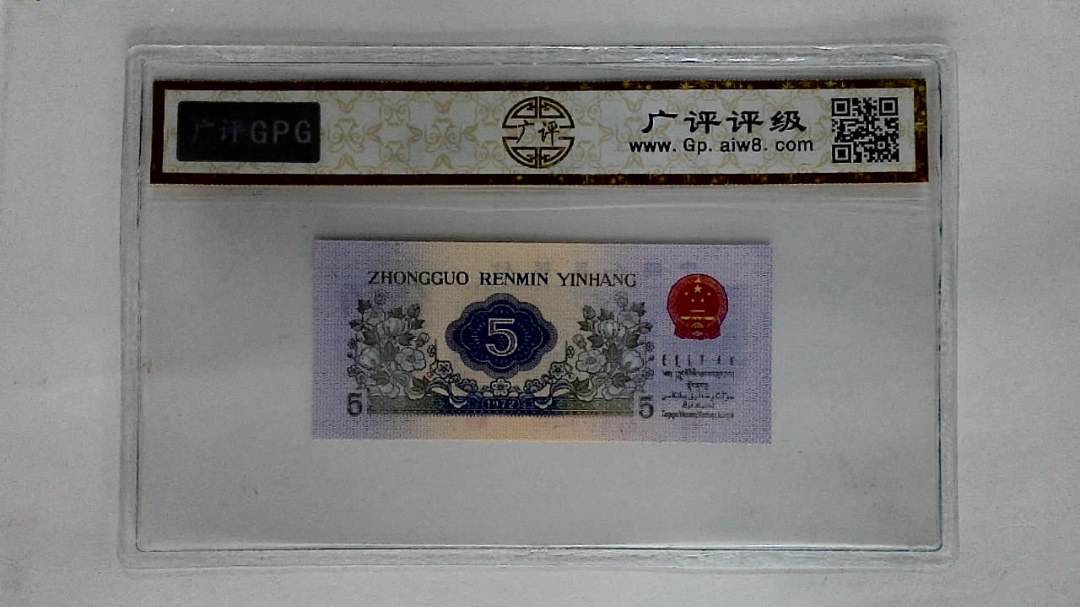 广评GPG
广评
广评评级
www.Gp.aiw8.com
ZHONGGUO RENMIN YINHANG
5
1972
5
5